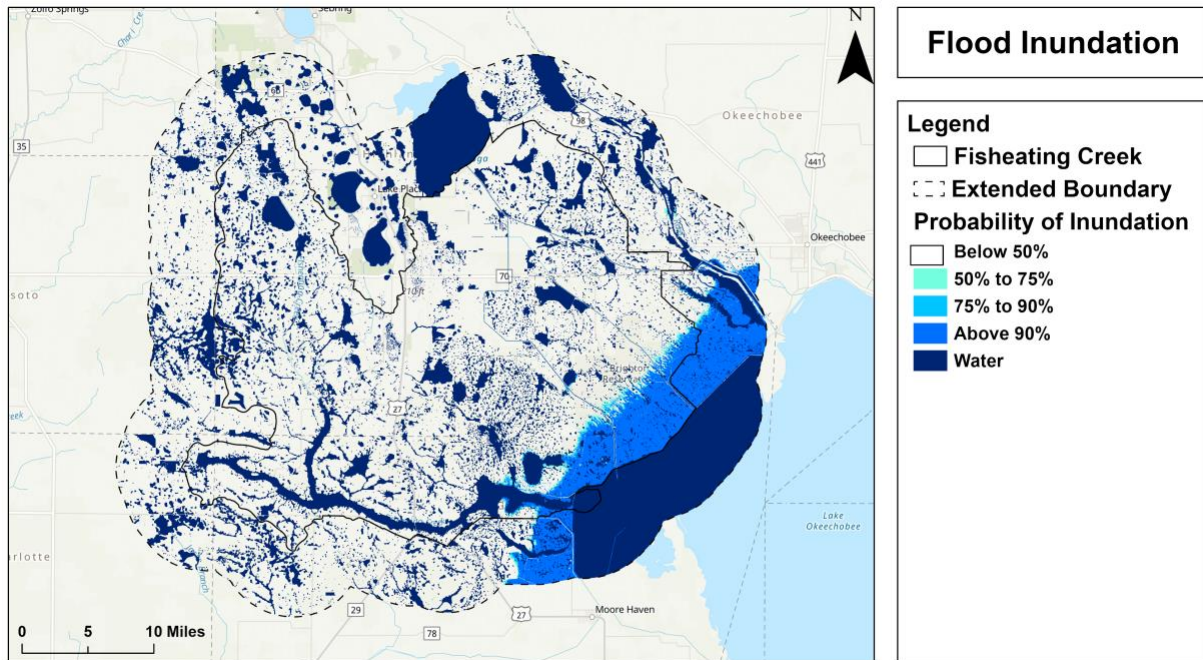 Zolfo Springs
Sebring
N
Flood Inundation
66
98
Okeechobee
35
441
Lake Placid
Okeechobee
70
Legend
Fisheating Creek
Extended Boundary
Probability of Inundation
Below 50%
50% to 75%
75% to 90%
Above 90%
Water
27
Lake
Okeechobee
Branch
29
27
Moore Haven
78
0 5 10 Miles